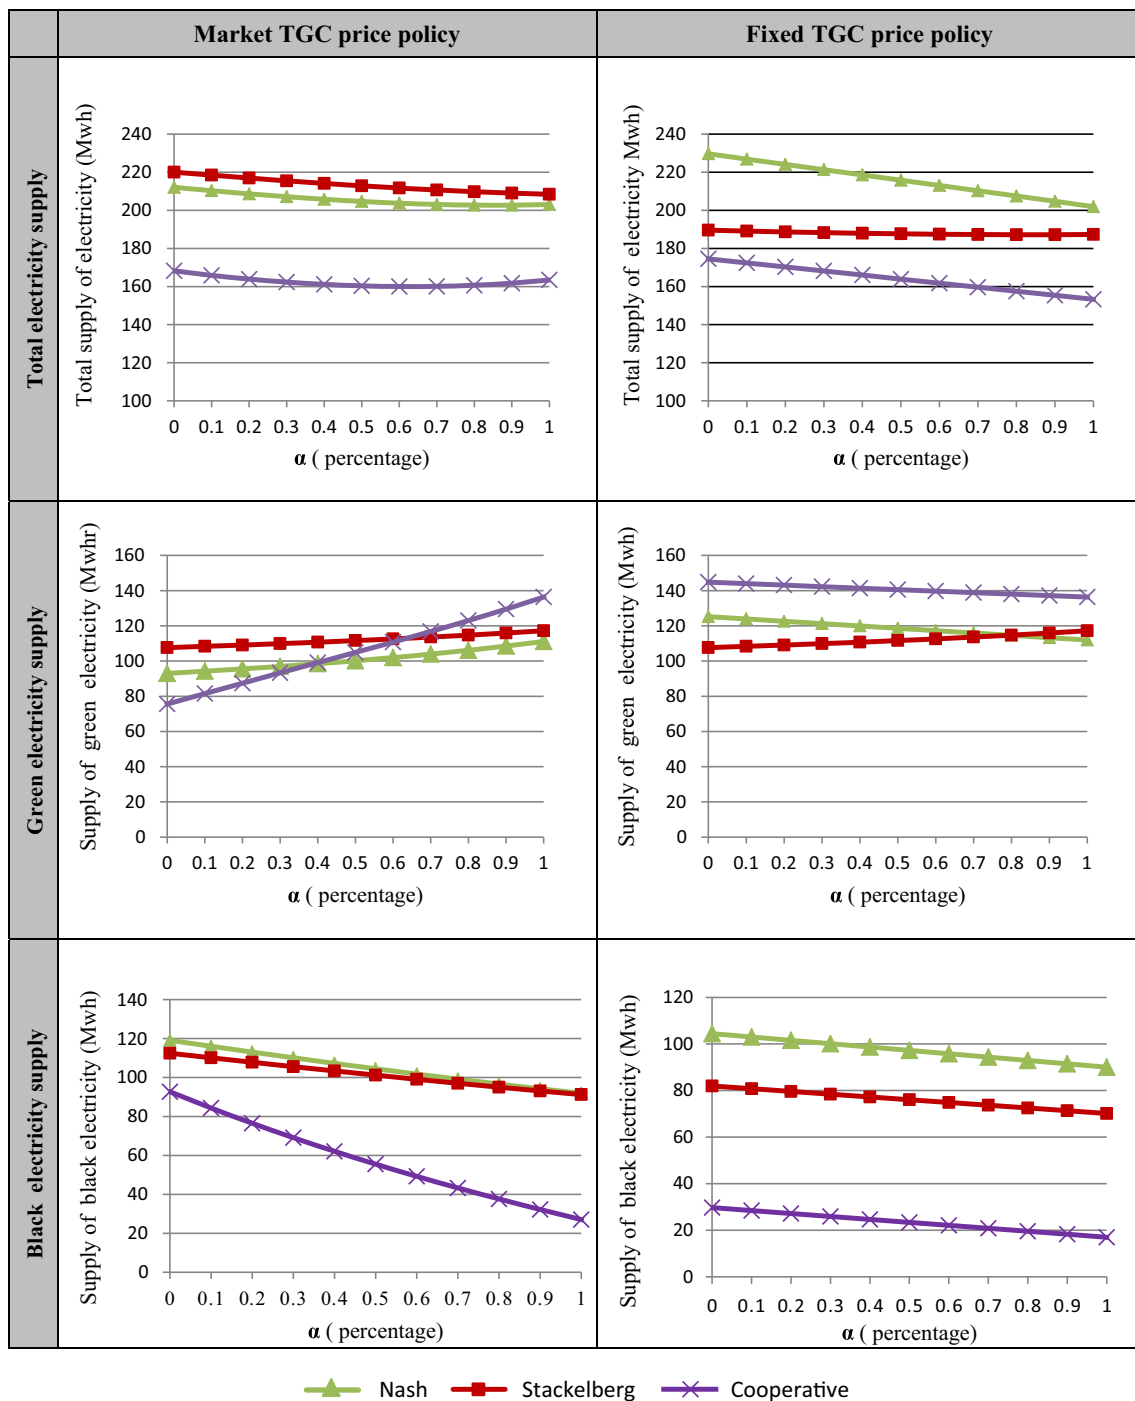 Market TGC price policy
Fixed TGC price policy
Total electricity supply
Total supply of electricity (Mwh)
240
220
200
180
160
140
120
100
0 0.1 0.2 0.3 0.4 0.5 0.6 0.7 0.8 0.9 1
α ( percentage)
Total supply of electricity Mwh)
240
220
200
180
160
140
120
100
0 0.1 0.2 0.3 0.4 0.5 0.6 0.7 0.8 0.9 1
α ( percentage)
Green electricity supply
Supply of green electricity (Mwhr)
160
140
120
100
80
60
40
20
0
0 0.1 0.2 0.3 0.4 0.5 0.6 0.7 0.8 0.9 1
α ( percentage)
Supply of green electricity (Mwh)
160
140
120
100
80
60
40
20
0
0 0.1 0.2 0.3 0.4 0.5 0.6 0.7 0.8 0.9 1
α ( percentage)
Black electricity supply
Supply of black electricity (Mwh)
140
120
100
80
60
40
20
0
0 0.1 0.2 0.3 0.4 0.5 0.6 0.7 0.8 0.9 1
α ( percentage)
Supply of black electricity (Mwh)
120
100
80
60
40
20
0
0 0.1 0.2 0.3 0.4 0.5 0.6 0.7 0.8 0.9 1
α ( percentage)
Nash Stackelberg Cooperative